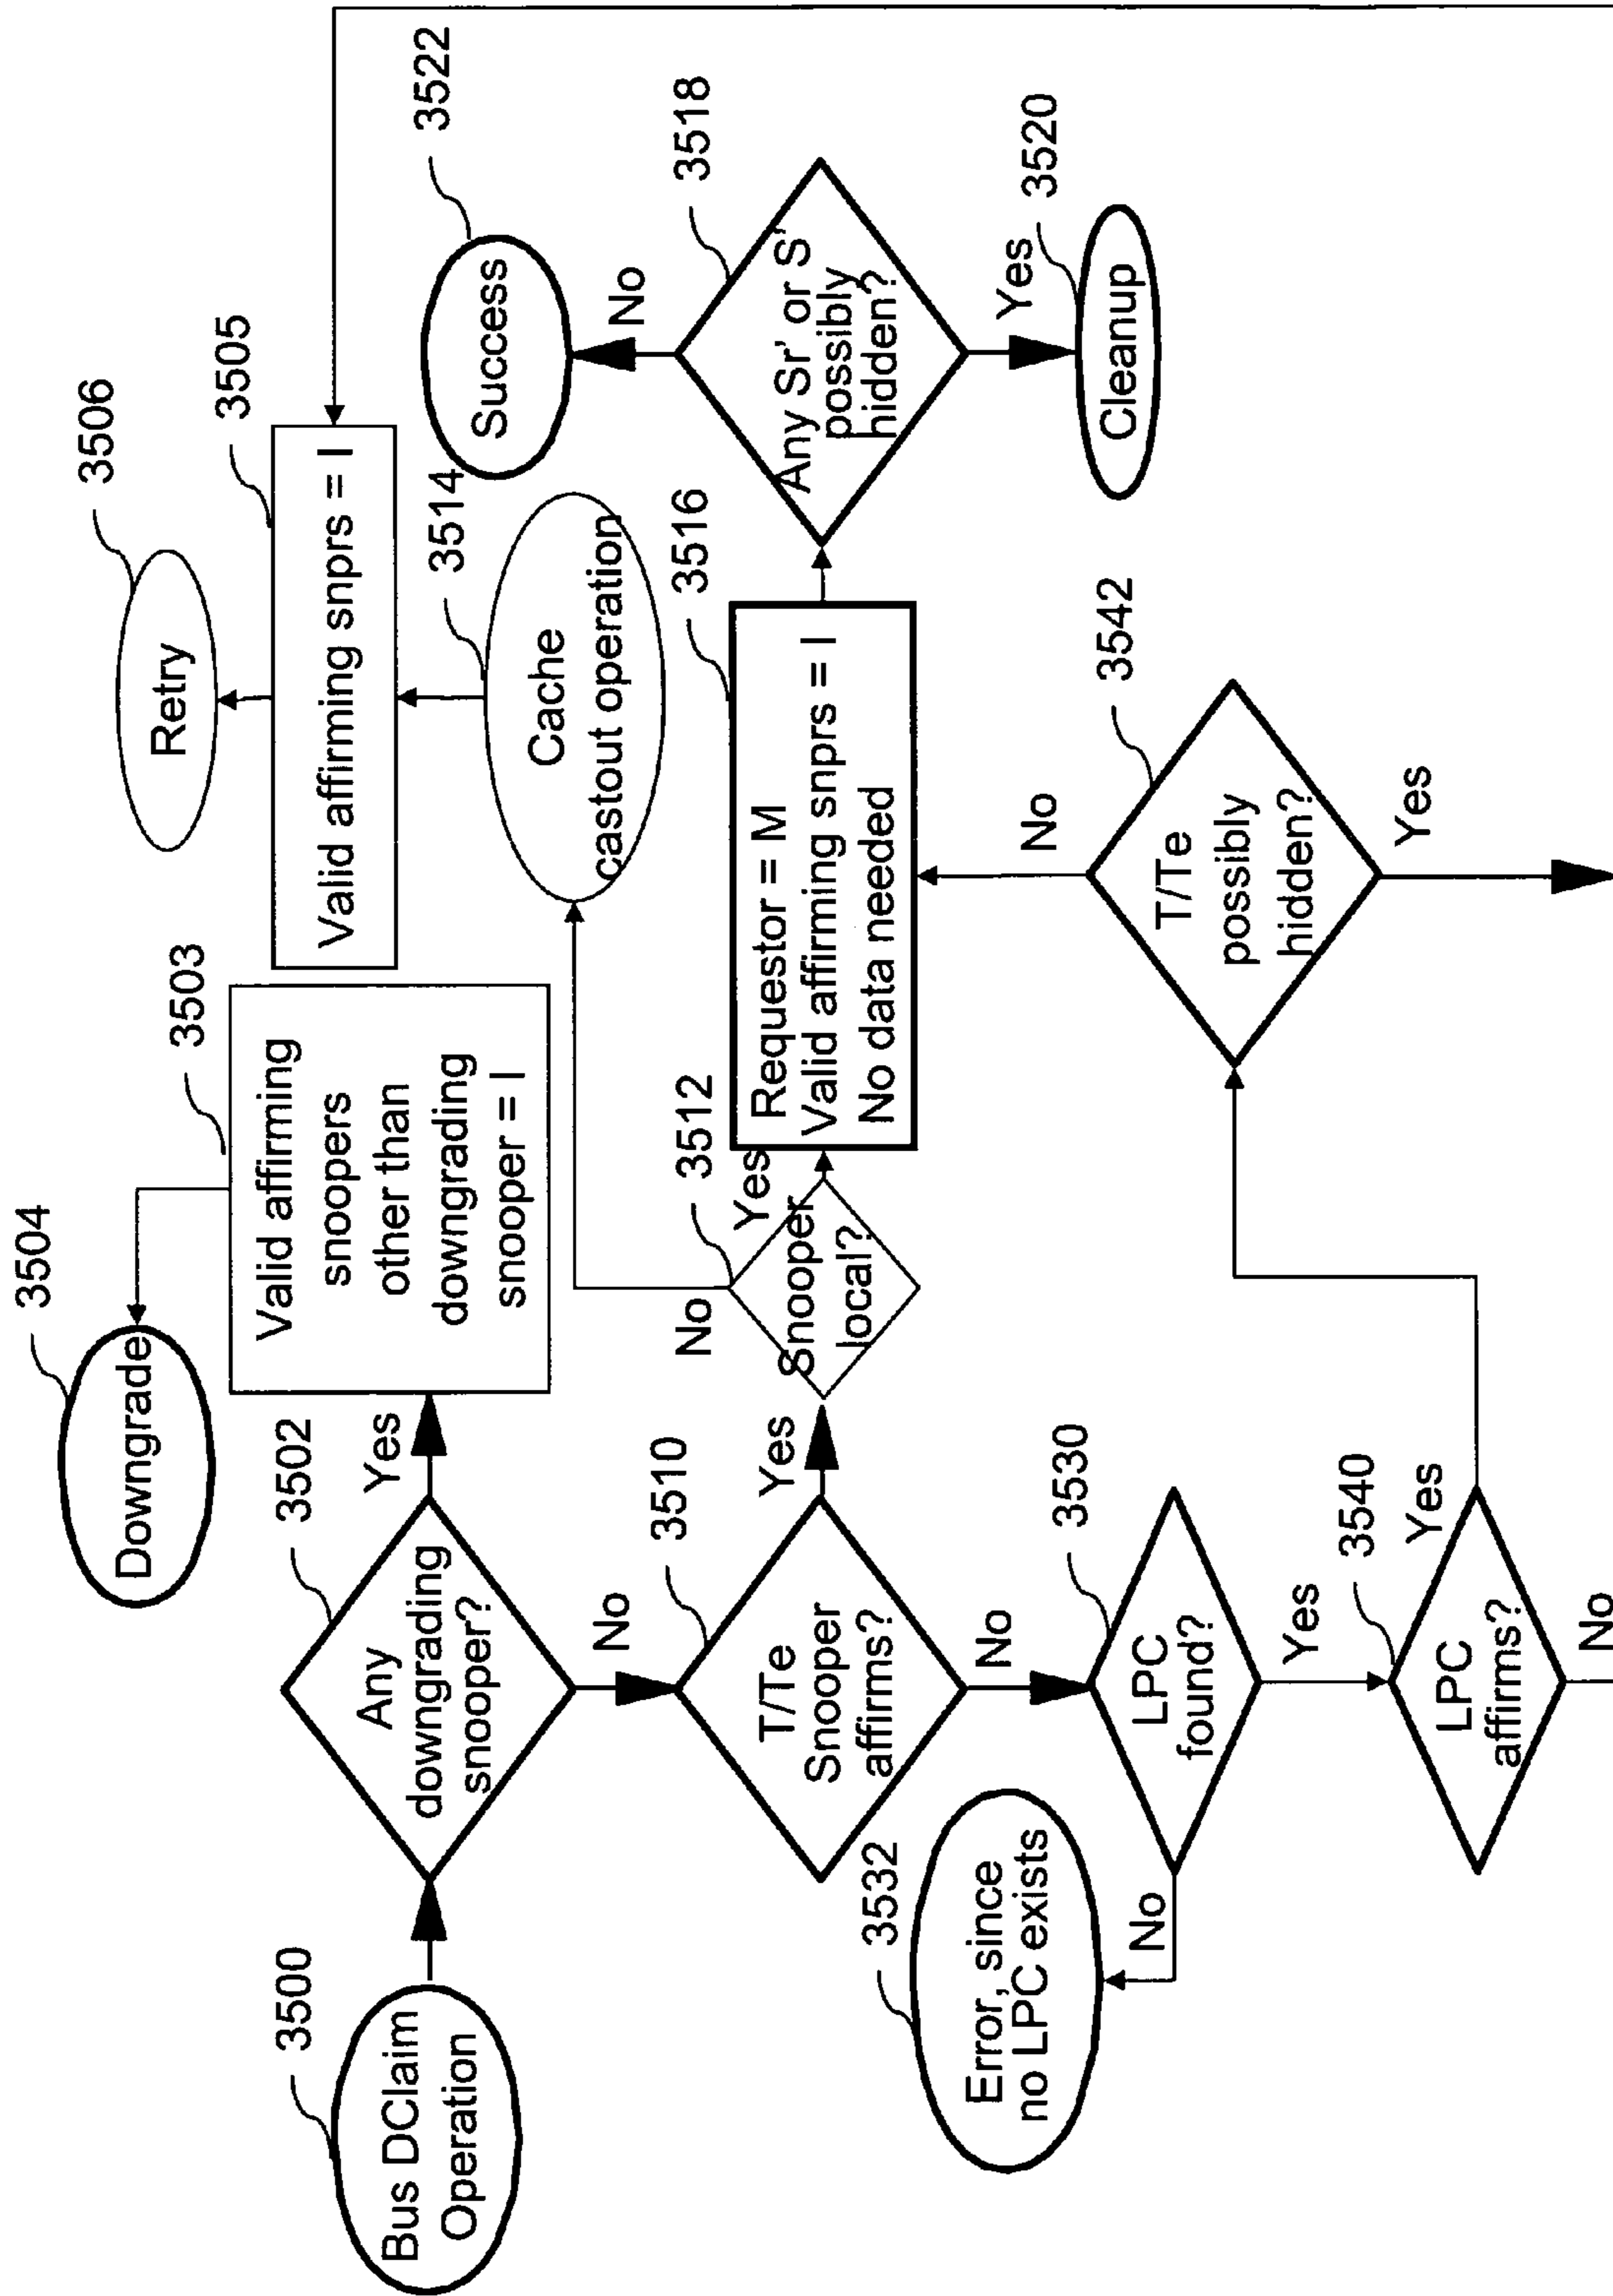 3500
Bus DClaim
Operation
3502
Any
downgrading
snooper?
Yes
No
3503
Valid affirming
snoopers
other than
downgrading
snooper = I
3504
Downgrade
3505
Valid affirming snprs = I
3506
Retry
3510
T/Te
Snooper
affirms?
Yes
No
3512
Snooper
local?
No
Yes
3514
Cache
castout operation
3516
Requestor = M
Valid affirming snprs = I
No data needed
3518
Any Sr' or S'
possibly
hidden?
No
Yes
3522
Success
3520
Cleanup
3530
LPC
found?
No
Yes
3532
Error, since
no LPC exists
3540
LPC
affirms?
Yes
No
3542
T/Te
possibly
hidden?
No
Yes